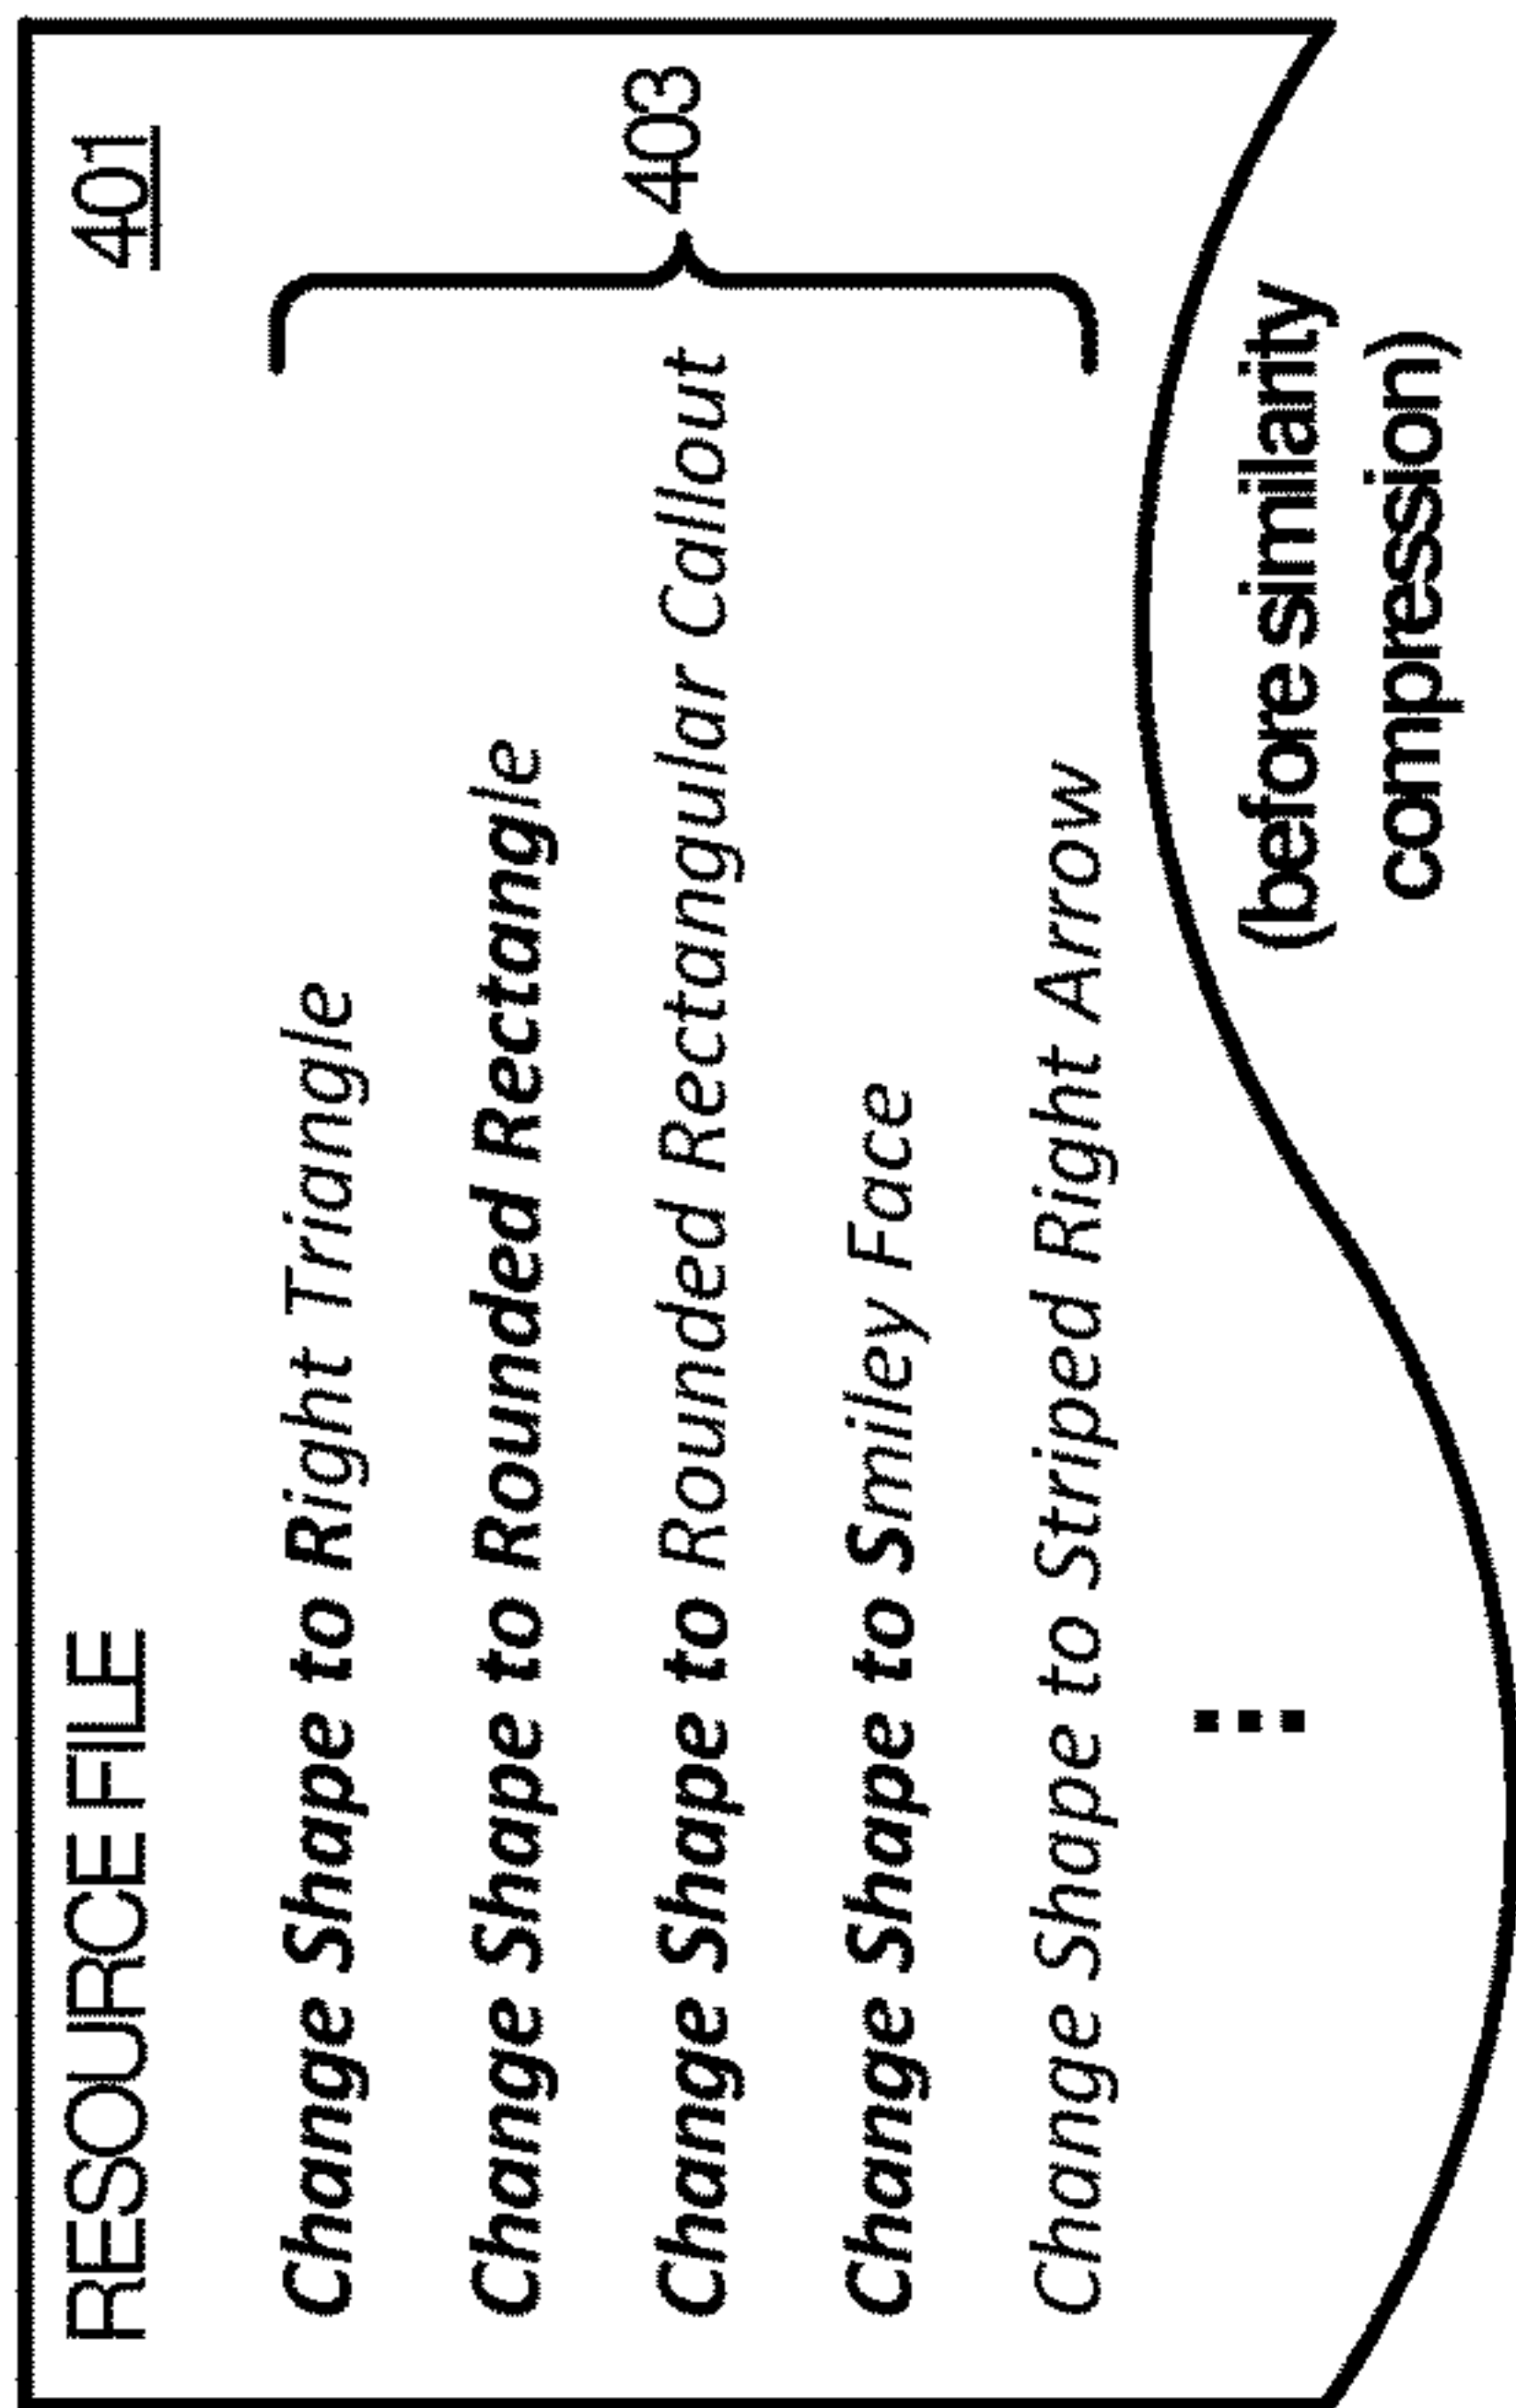 RESOURCE FILE 401
Change Shape to Right Triangle
Change Shape to Rounded Rectangle
Change Shape to Rounded Rectangular Callout
Change Shape to Smiley Face
Change Shape to Striped Right Arrow
403
(before similarity
compression)